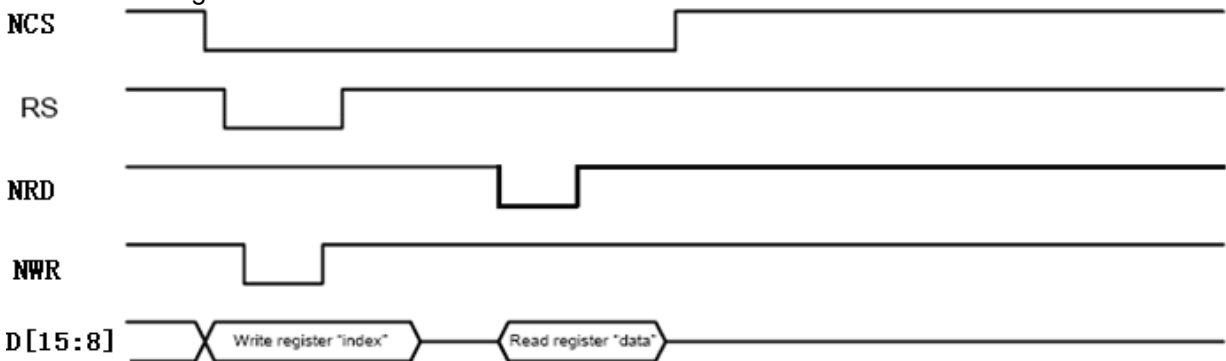 NCS
RS
NRD
NWR
D[15:8]
Write register "index"
Read register "data"